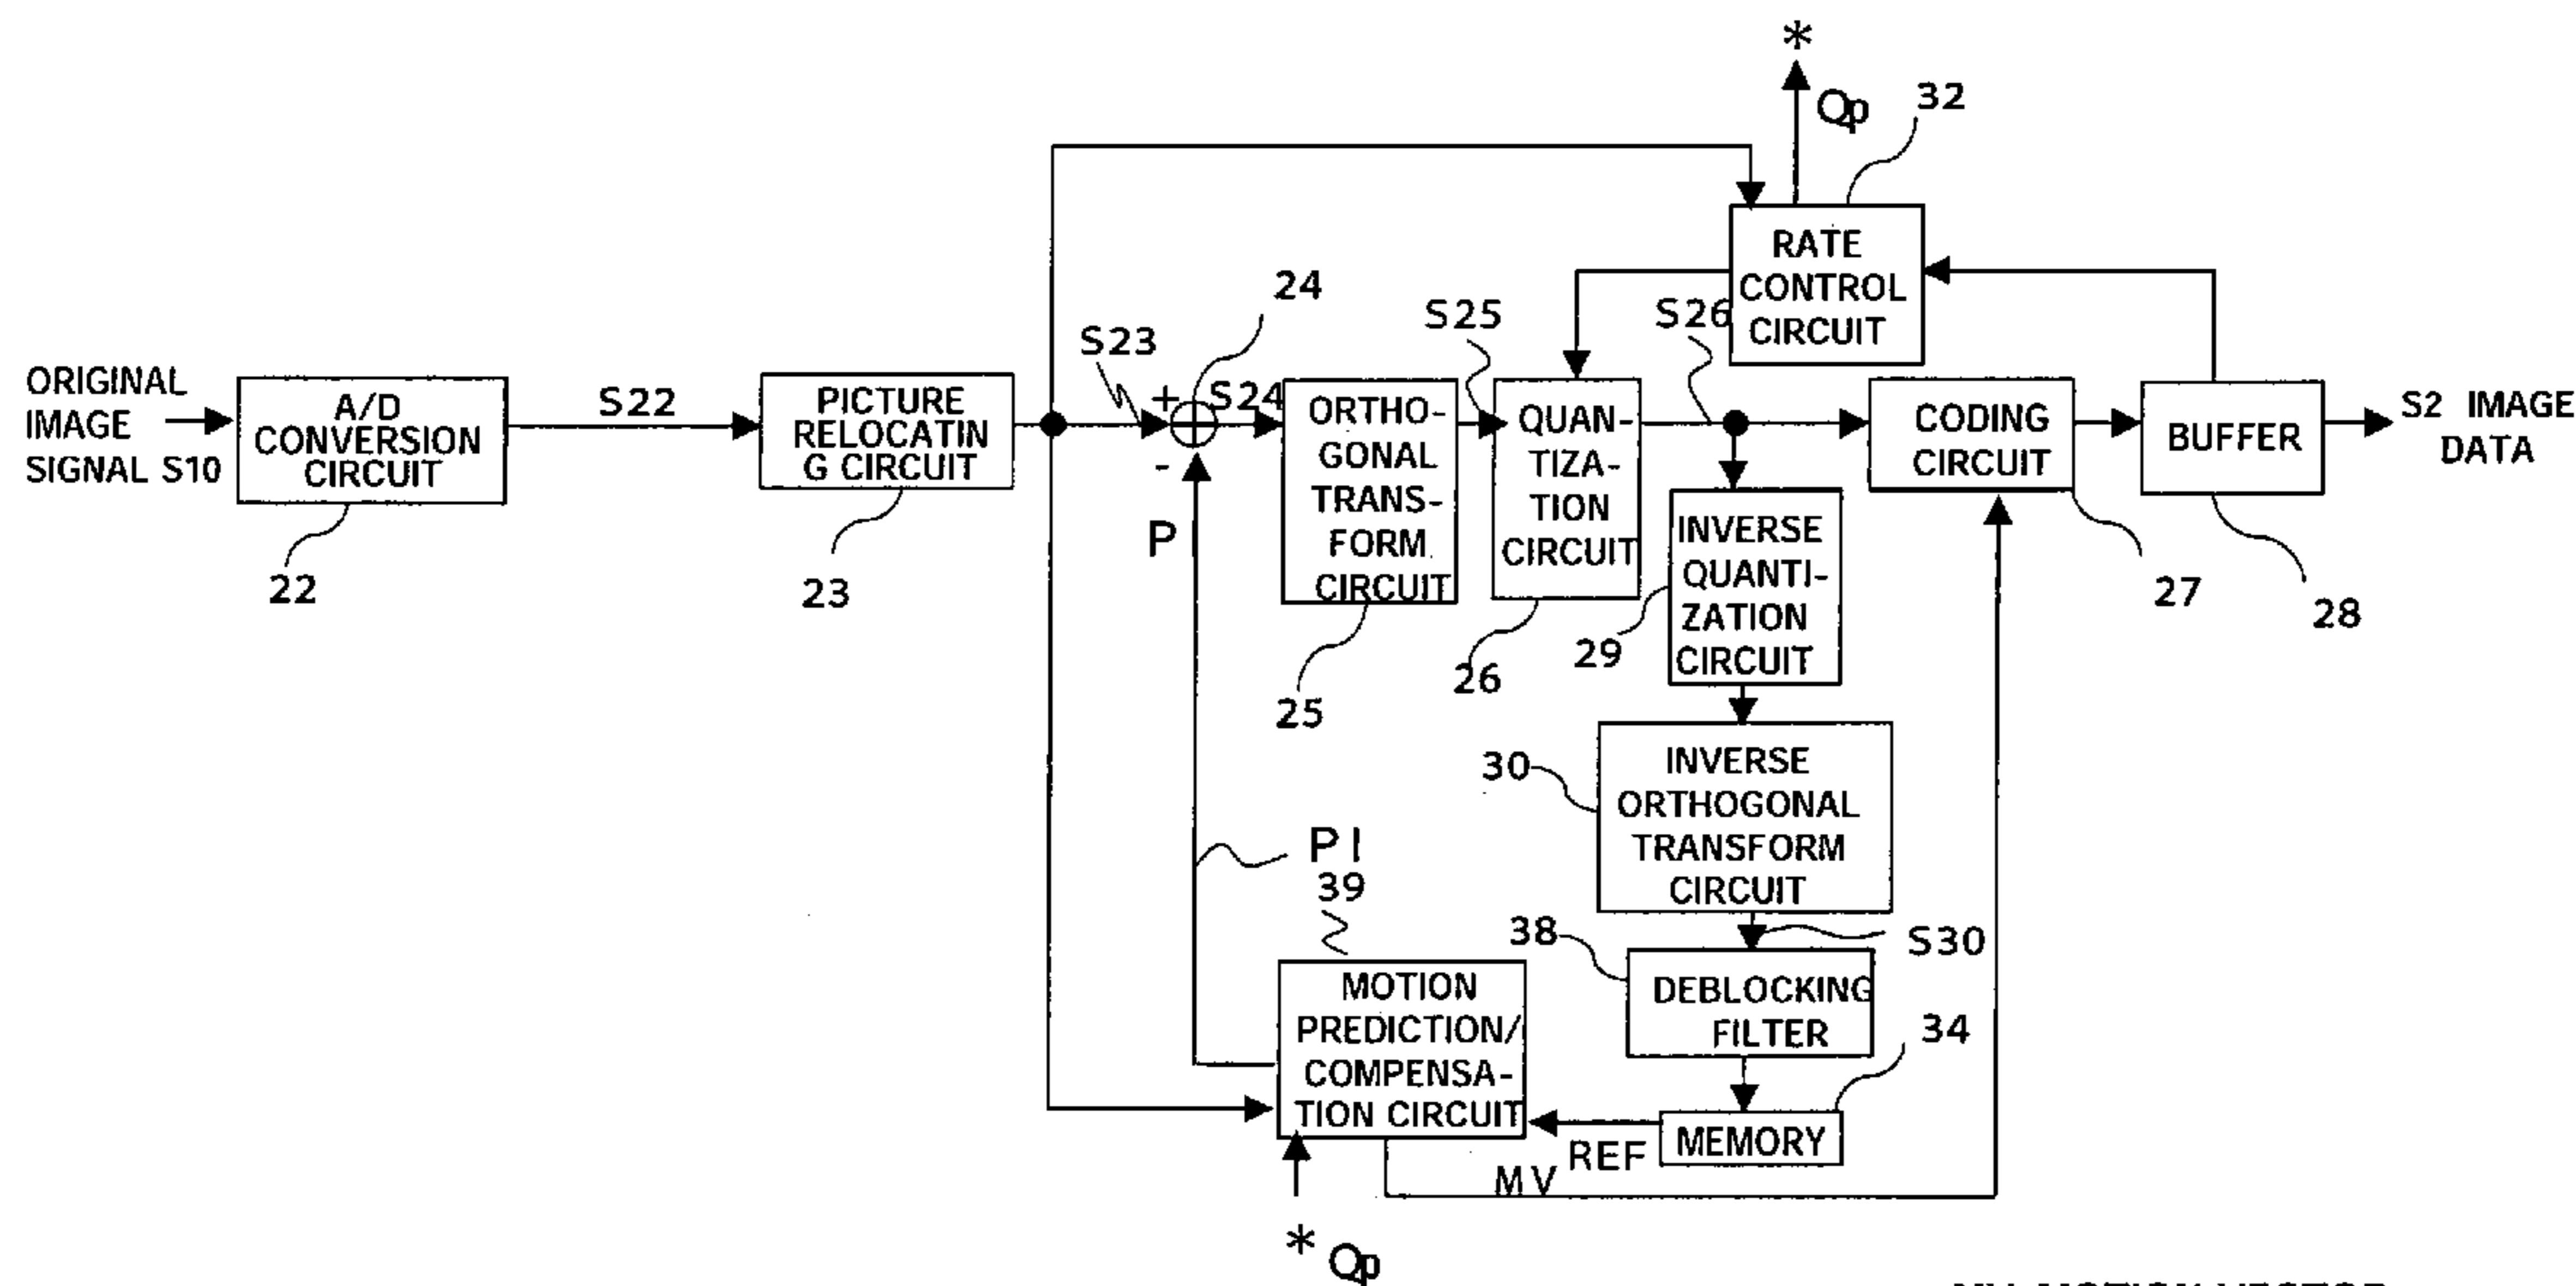 *
Qp
32
RATE
CONTROL
CIRCUIT
24
S23
+
S24
-
S25
S26
ORIGINAL
IMAGE
SIGNAL S10
A/D
CONVERSION
CIRCUIT
22
S22
PICTURE
RELOCATIN
G CIRCUIT
23
P
ORTHO-
GONAL
TRANS-
FORM
CIRCUIT
25
QUAN-
TIZA-
TION
CIRCUIT
26
CODING
CIRCUIT
27
BUFFER
28
S2 IMAGE
DATA
INVERSE
QUANTI-
ZATION
CIRCUIT
29
30
INVERSE
ORTHOGONAL
TRANSFORM
CIRCUIT
PI
39
S30
38
DEBLOCKING
FILTER
34
MOTION
PREDICTION/
COMPENSA-
TION CIRCUIT
MEMORY
REF
MV
* Qp